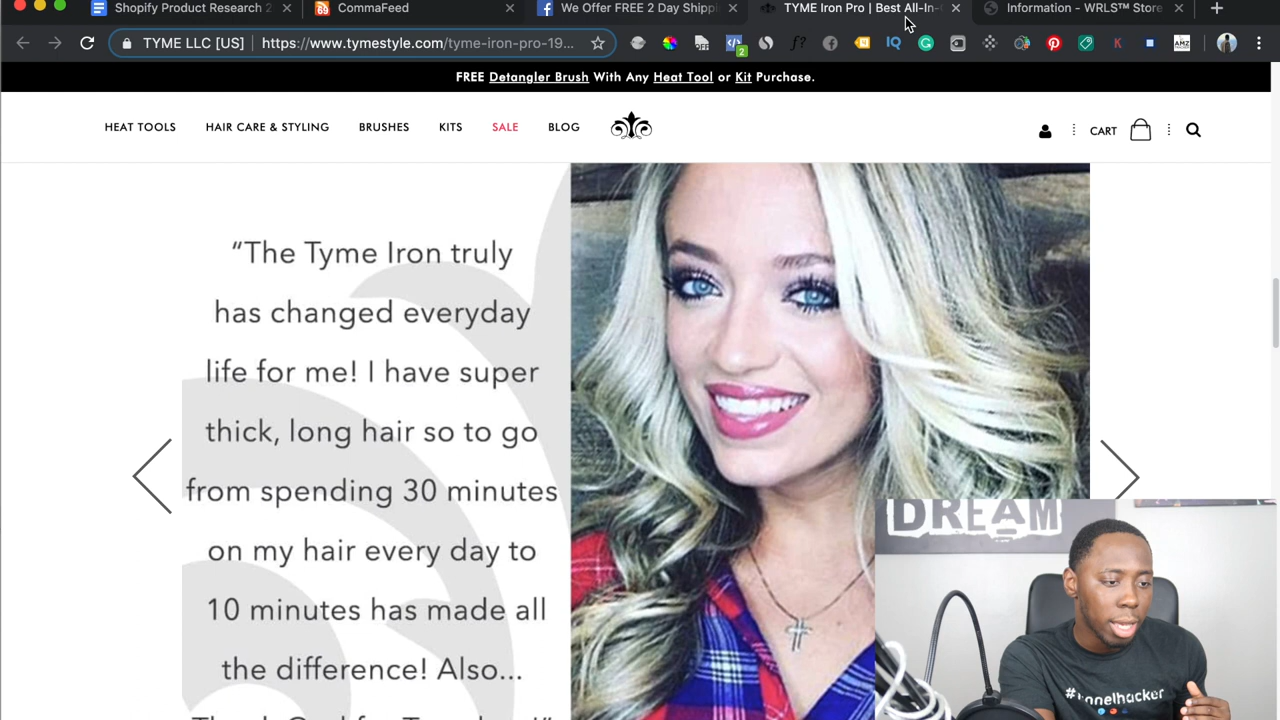 Shopify Product Research 2
CommaFeed
We Offer FREE 2 Day Shippi
TYME Iron Pro | Best All-In-
Information - WRLS™ Store
TYME LLC [US]
https://www.tymestyle.com/tyme-iron-pro-19...
FREE Detangler Brush With Any Heat Tool or Kit Purchase.
HEAT TOOLS
HAIR CARE & STYLING
BRUSHES
KITS
SALE
BLOG
CART
“The Tyme Iron truly
has changed everyday
life for me! I have super
thick, long hair so to go
from spending 30 minutes
on my hair every day to
10 minutes has made all
the difference! Also...
DREAM